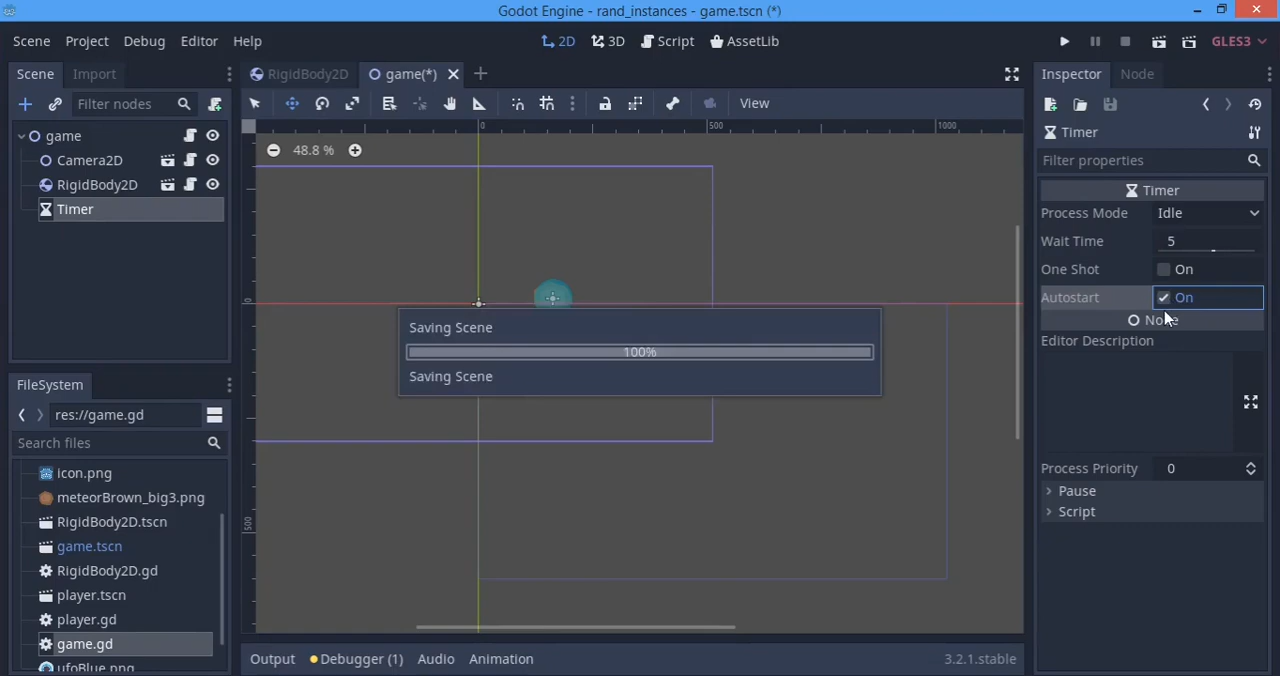 Godot Engine - rand_instances - game.tscn (*)
Scene Project Debug Editor Help
2D 3D Script AssetLib
GLES3
Scene Import
RigidBody2D game(*)
Inspector Node
Filter nodes
View
Timer
game
Camera2D
RigidBody2D
Timer
0 500 1000
48.8 %
0
500
Filter properties
Timer
Process Mode Idle
Wait Time 5
One Shot On
Autostart On
Editor Description
Process Priority 0
Pause
Script
Saving Scene
100%
Saving Scene
FileSystem
res://game.gd
Search files
icon.png
meteorBrown_big3.png
RigidBody2D.tscn
game.tscn
RigidBody2D.gd
player.tscn
player.gd
game.gd
ufoBlue.png
Output Debugger (1) Audio Animation
3.2.1.stable